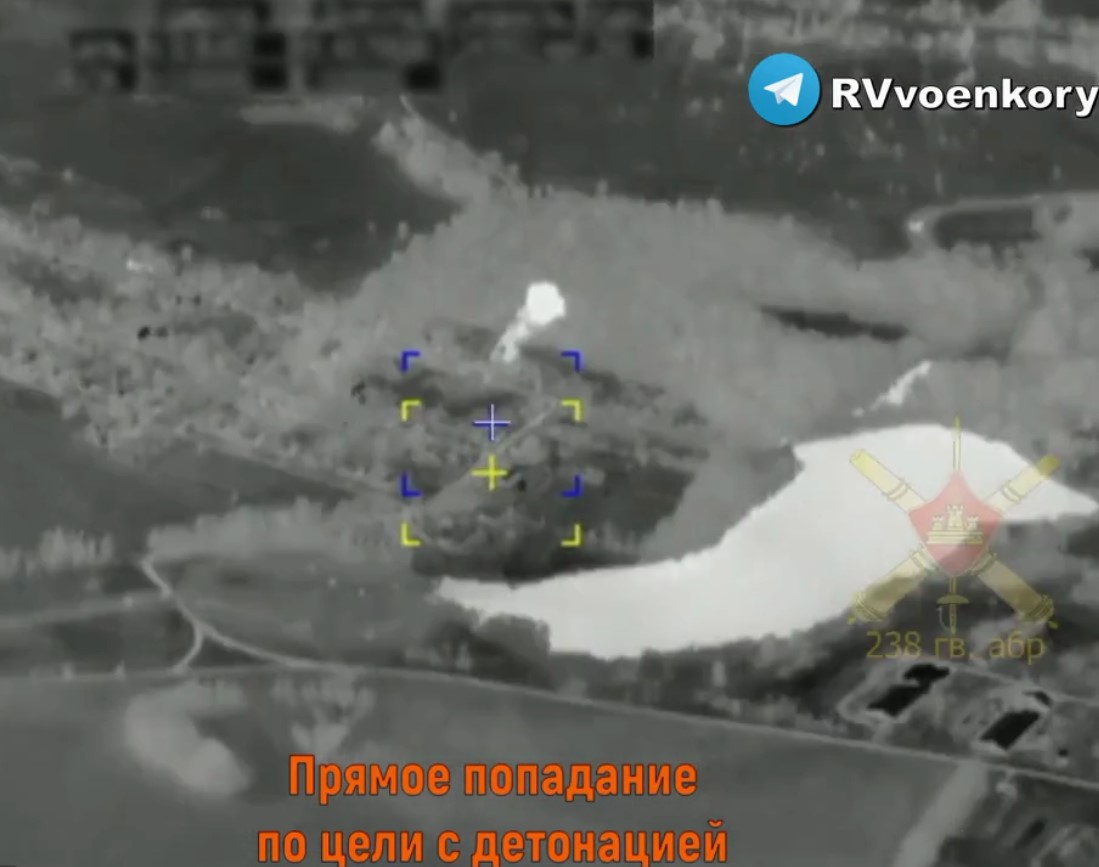 RVvoenkory
238 гв. абр
Прямое попадание
по цели с детонацией